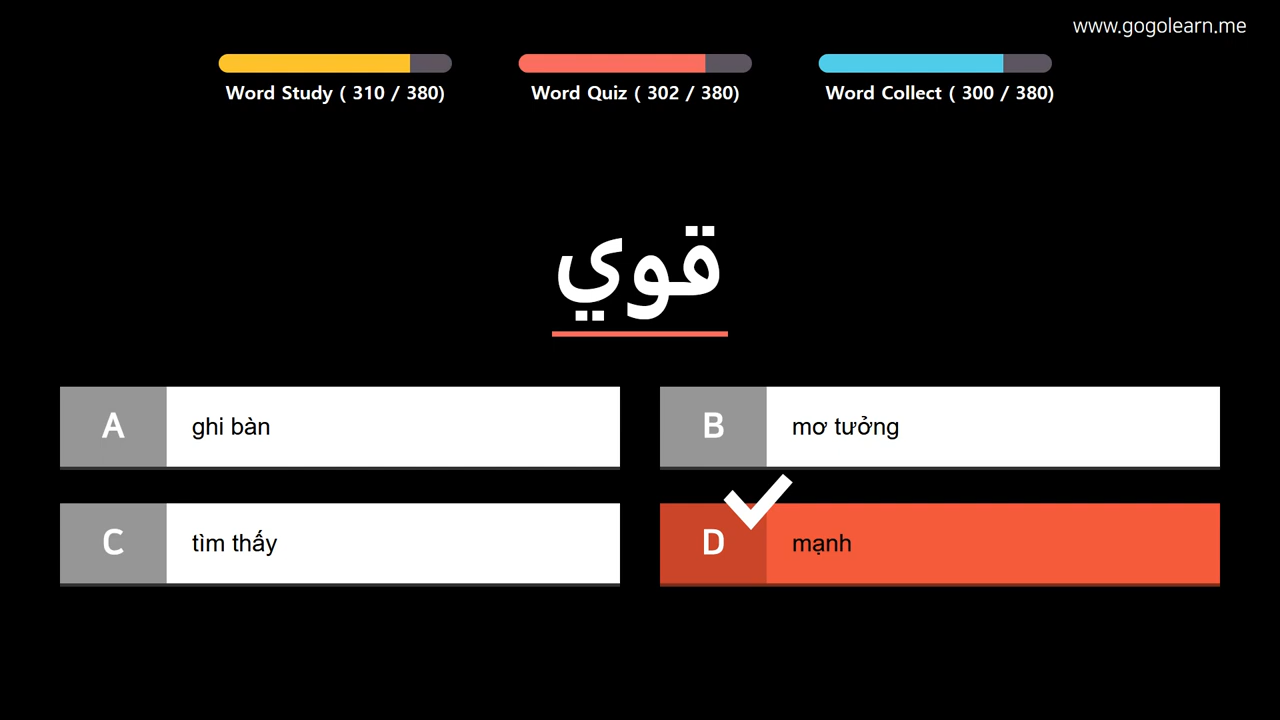 www.gogolearn.me
Word Study ( 310 / 380)
Word Quiz ( 302 / 380)
Word Collect ( 300 / 380)
قوي
A ghi bàn
B mơ tưởng
C tìm thấy
D mạnh